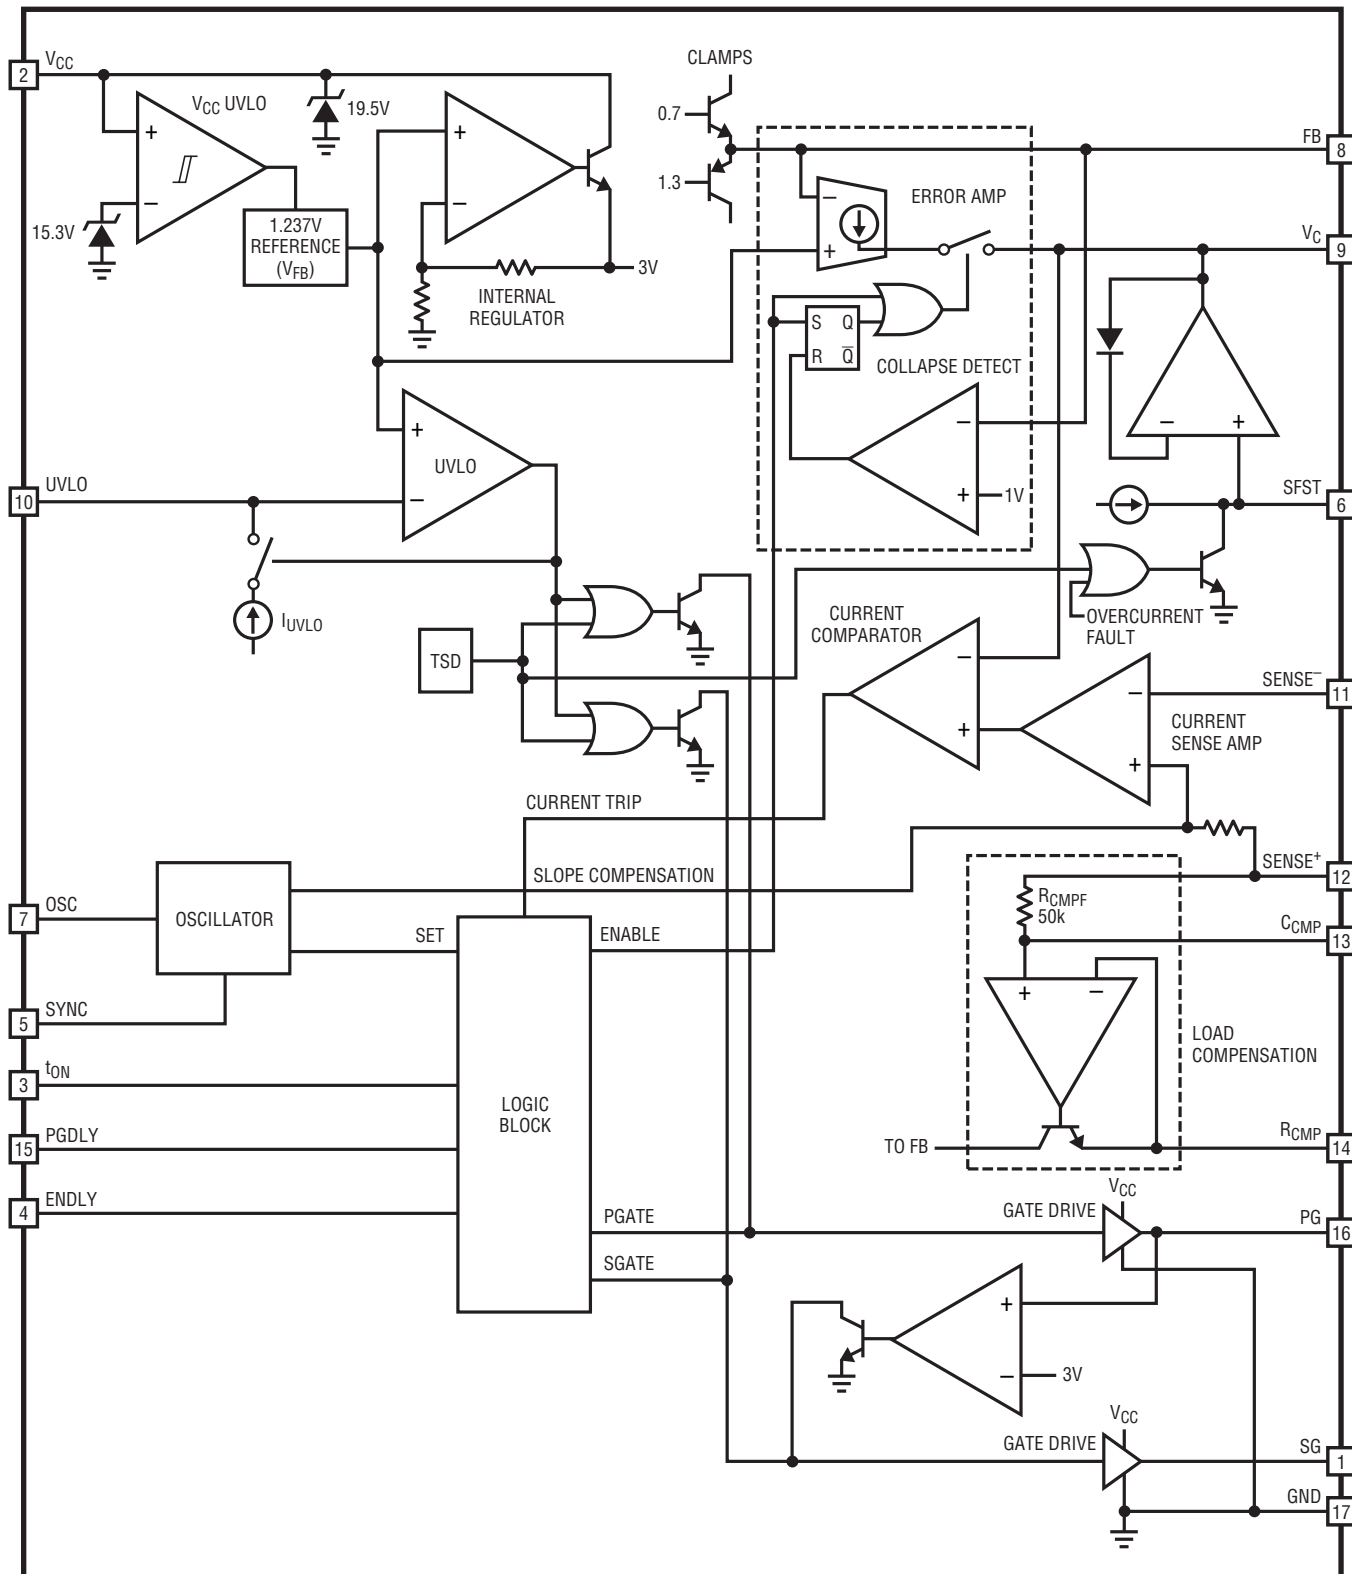 CLAMPS
2
VCC
VCC UVLO
19.5V
0.7
+
+
FB
8
−
−
1.3
ERROR AMP
15.3V
1.237V
REFERENCE
(VFB)
−
+
VC
9
3V
INTERNAL
REGULATOR
S Q
R Q̅
COLLAPSE DETECT
+
UVLO
−
−
+
1V
− +
10
UVLO
SFST
6
IUVLO
OVERCURRENT
FAULT
TSD
CURRENT
COMPARATOR
−
+
SENSE−
11
−
+
CURRENT
SENSE AMP
CURRENT TRIP
SLOPE COMPENSATION
SENSE+
12
7
OSC
OSCILLATOR
SET
ENABLE
RCMPF
50k
CCMP
13
+ −
5
SYNC
LOAD
COMPENSATION
3
tON
LOGIC
BLOCK
15
PGDLY
TO FB
RCMP
14
4
ENDLY
VCC
PGATE
GATE DRIVE
PG
16
SGATE
+
−
3V
VCC
GATE DRIVE
SG
1
GND
17